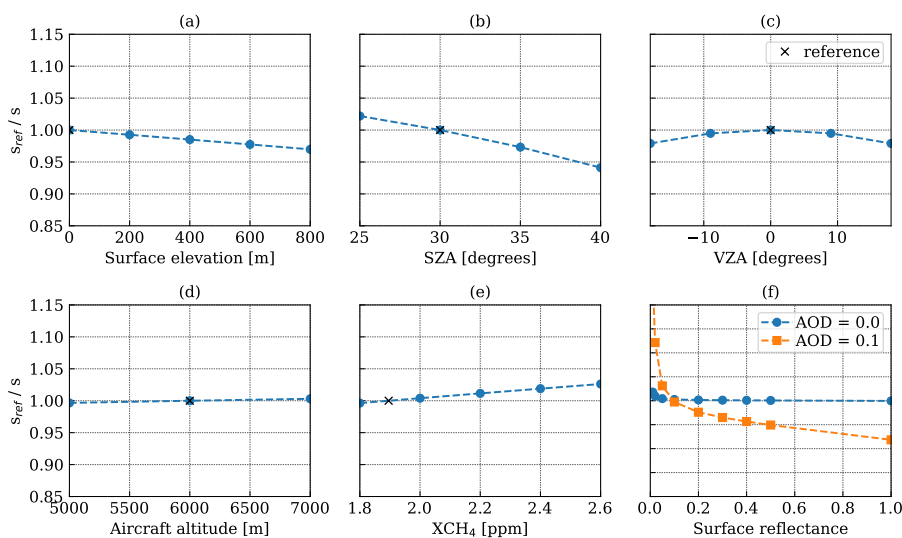 (a) (b) (c)
1.15
1.10
1.05
1.00
0.95
0.90
0.85
s_ref / s
× reference
0 200 400 600 800
25 30 35 40
−10 0 10
Surface elevation [m]
SZA [degrees]
VZA [degrees]
(d) (e) (f)
1.15
1.10
1.05
1.00
0.95
0.90
0.85
s_ref / s
AOD = 0.0
AOD = 0.1
5000 5500 6000 6500 7000
1.8 2.0 2.2 2.4 2.6
0.0 0.2 0.4 0.6 0.8 1.0
Aircraft altitude [m]
XCH₄ [ppm]
Surface reflectance